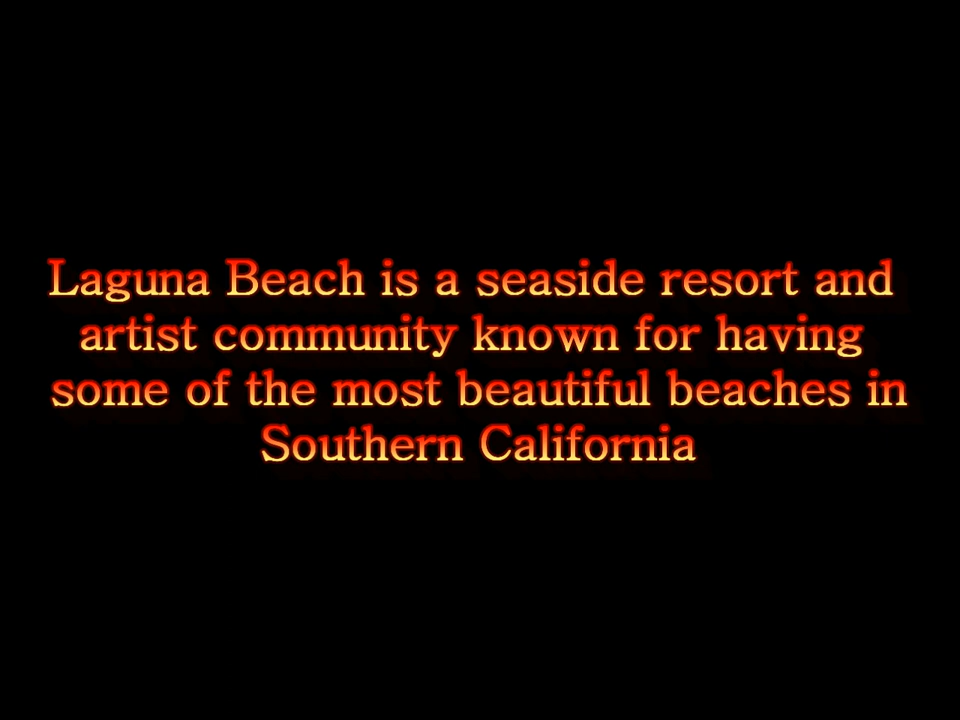 Laguna Beach is a seaside resort and
artist community known for having
some of the most beautiful beaches in
Southern California